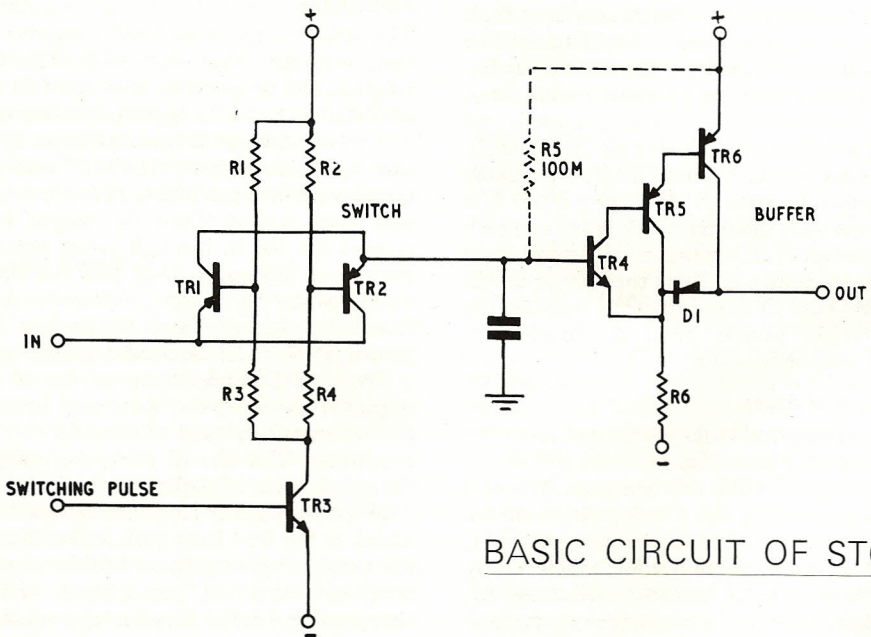 +
+
R1
R2
R5
100M
TR6
SWITCH
TR5
BUFFER
TR1
TR2
TR4
OUT
D1
IN
R3
R4
R6
-
SWITCHING PULSE
TR3
BASIC CIRCUIT OF STO
-